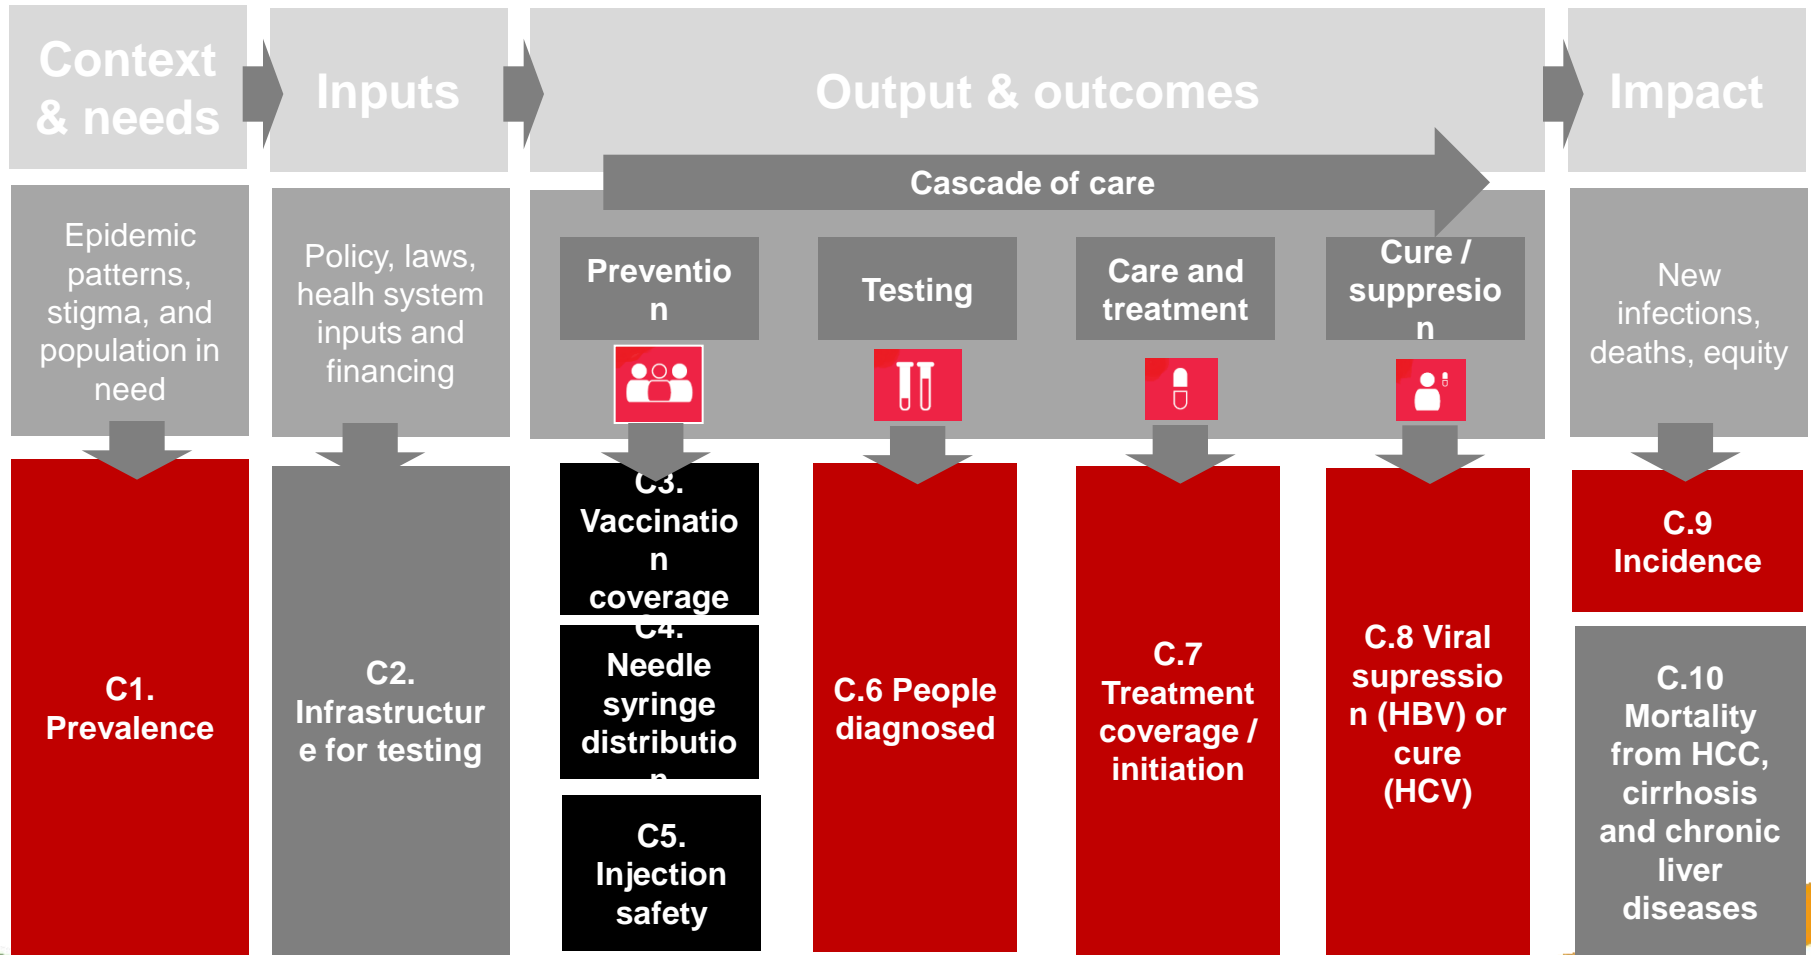 Context
& needs
Inputs
Output & outcomes
Impact
Cascade of care
Epidemic
patterns,
stigma, and
population in
need
Policy, laws,
healh system
inputs and
financing
Preventio
n
Testing
Care and
treatment
Cure /
suppresio
n
New
infections,
deaths, equity
C1.
Prevalence
C2.
Infrastructur
e for testing
C3.
Vaccinatio
n
coverage
C4.
Needle
syringe
distributio
n
C5.
Injection
safety
C.6 People
diagnosed
C.7
Treatment
coverage /
initiation
C.8 Viral
supressio
n (HBV) or
cure
(HCV)
C.9
Incidence
C.10
Mortality
from HCC,
cirrhosis
and chronic
liver
diseases